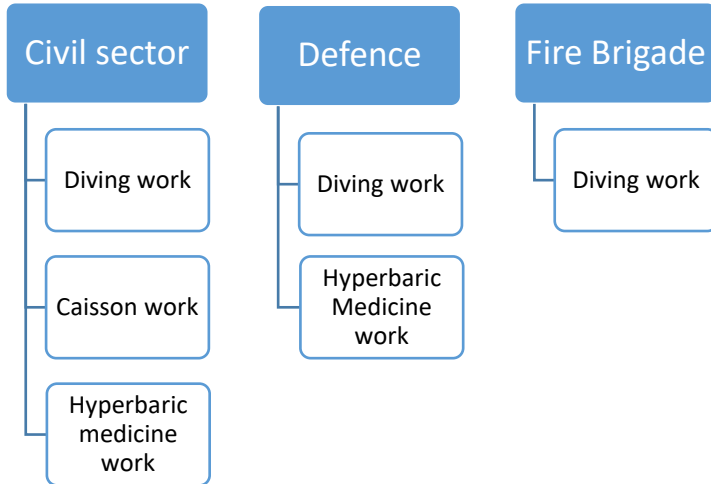 Civil sector
Diving work
Caisson work
Hyperbaric
medicine
work
Defence
Diving work
Hyperbaric
Medicine
work
Fire Brigade
Diving work